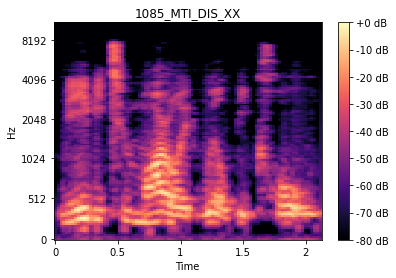 1085_MTI_DIS_XX
8192
4096
2048
1024
512
0
Hz
0
0.5
1
1.5
2
Time
+0 dB
-10 dB
-20 dB
-30 dB
-40 dB
-50 dB
-60 dB
-70 dB
-80 dB